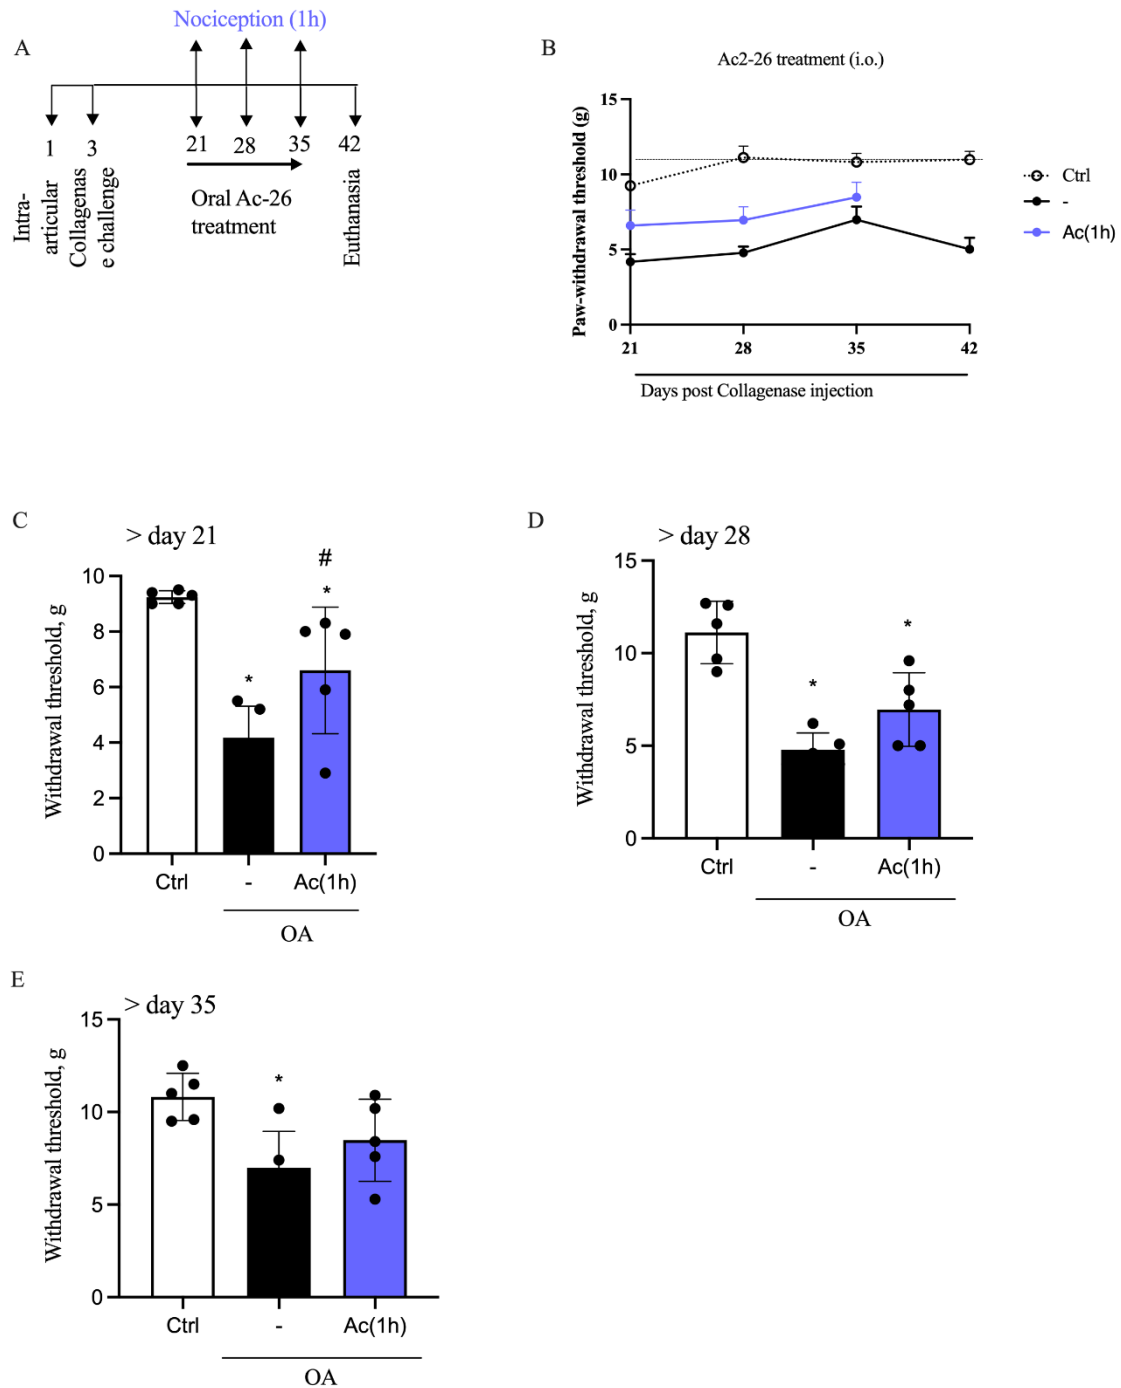 A
Nociception (1h)
1
3
21
28
35
42
Intra-
articular
Collagenas
e challenge
Oral Ac-26
treatment
Euthanasia
B
Ac2-26 treatment (i.o.)
Paw-withdrawal threshold (g)
15
10
5
0
21
28
35
42
Days post Collagenase injection
Ctrl
-
Ac(1h)
C
> day 21
Withdrawal threshold, g
10
8
6
4
2
0
*
#
*
Ctrl
-
Ac(1h)
OA
D
> day 28
Withdrawal threshold, g
15
10
5
0
*
*
Ctrl
-
Ac(1h)
OA
E
> day 35
Withdrawal threshold, g
15
10
5
0
*
Ctrl
-
Ac(1h)
OA